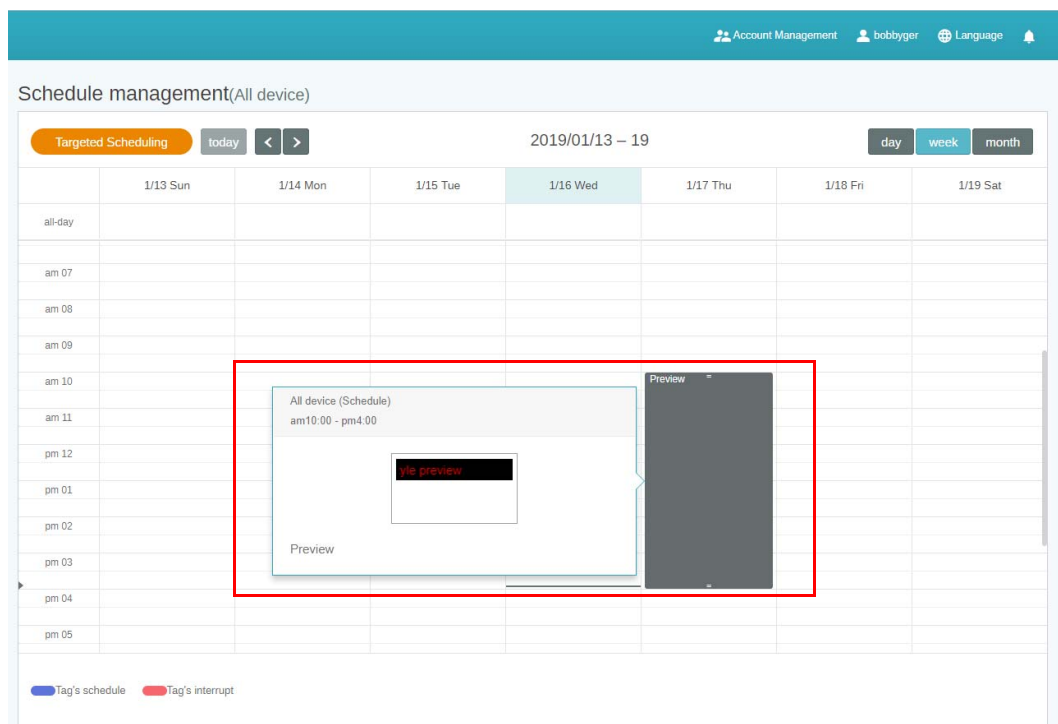 Account Management bobbyger Language
Schedule management(All device)
Targeted Scheduling today < > 2019/01/13 – 19 day week month
1/13 Sun 1/14 Mon 1/15 Tue 1/16 Wed 1/17 Thu 1/18 Fri 1/19 Sat
all-day
am 07
am 08
am 09
am 10
Preview
All device (Schedule)
am10:00 - pm4:00
am 11
pm 12
yle preview
pm 01
pm 02
Preview
pm 03
pm 04
pm 05
Tag's schedule Tag's interrupt